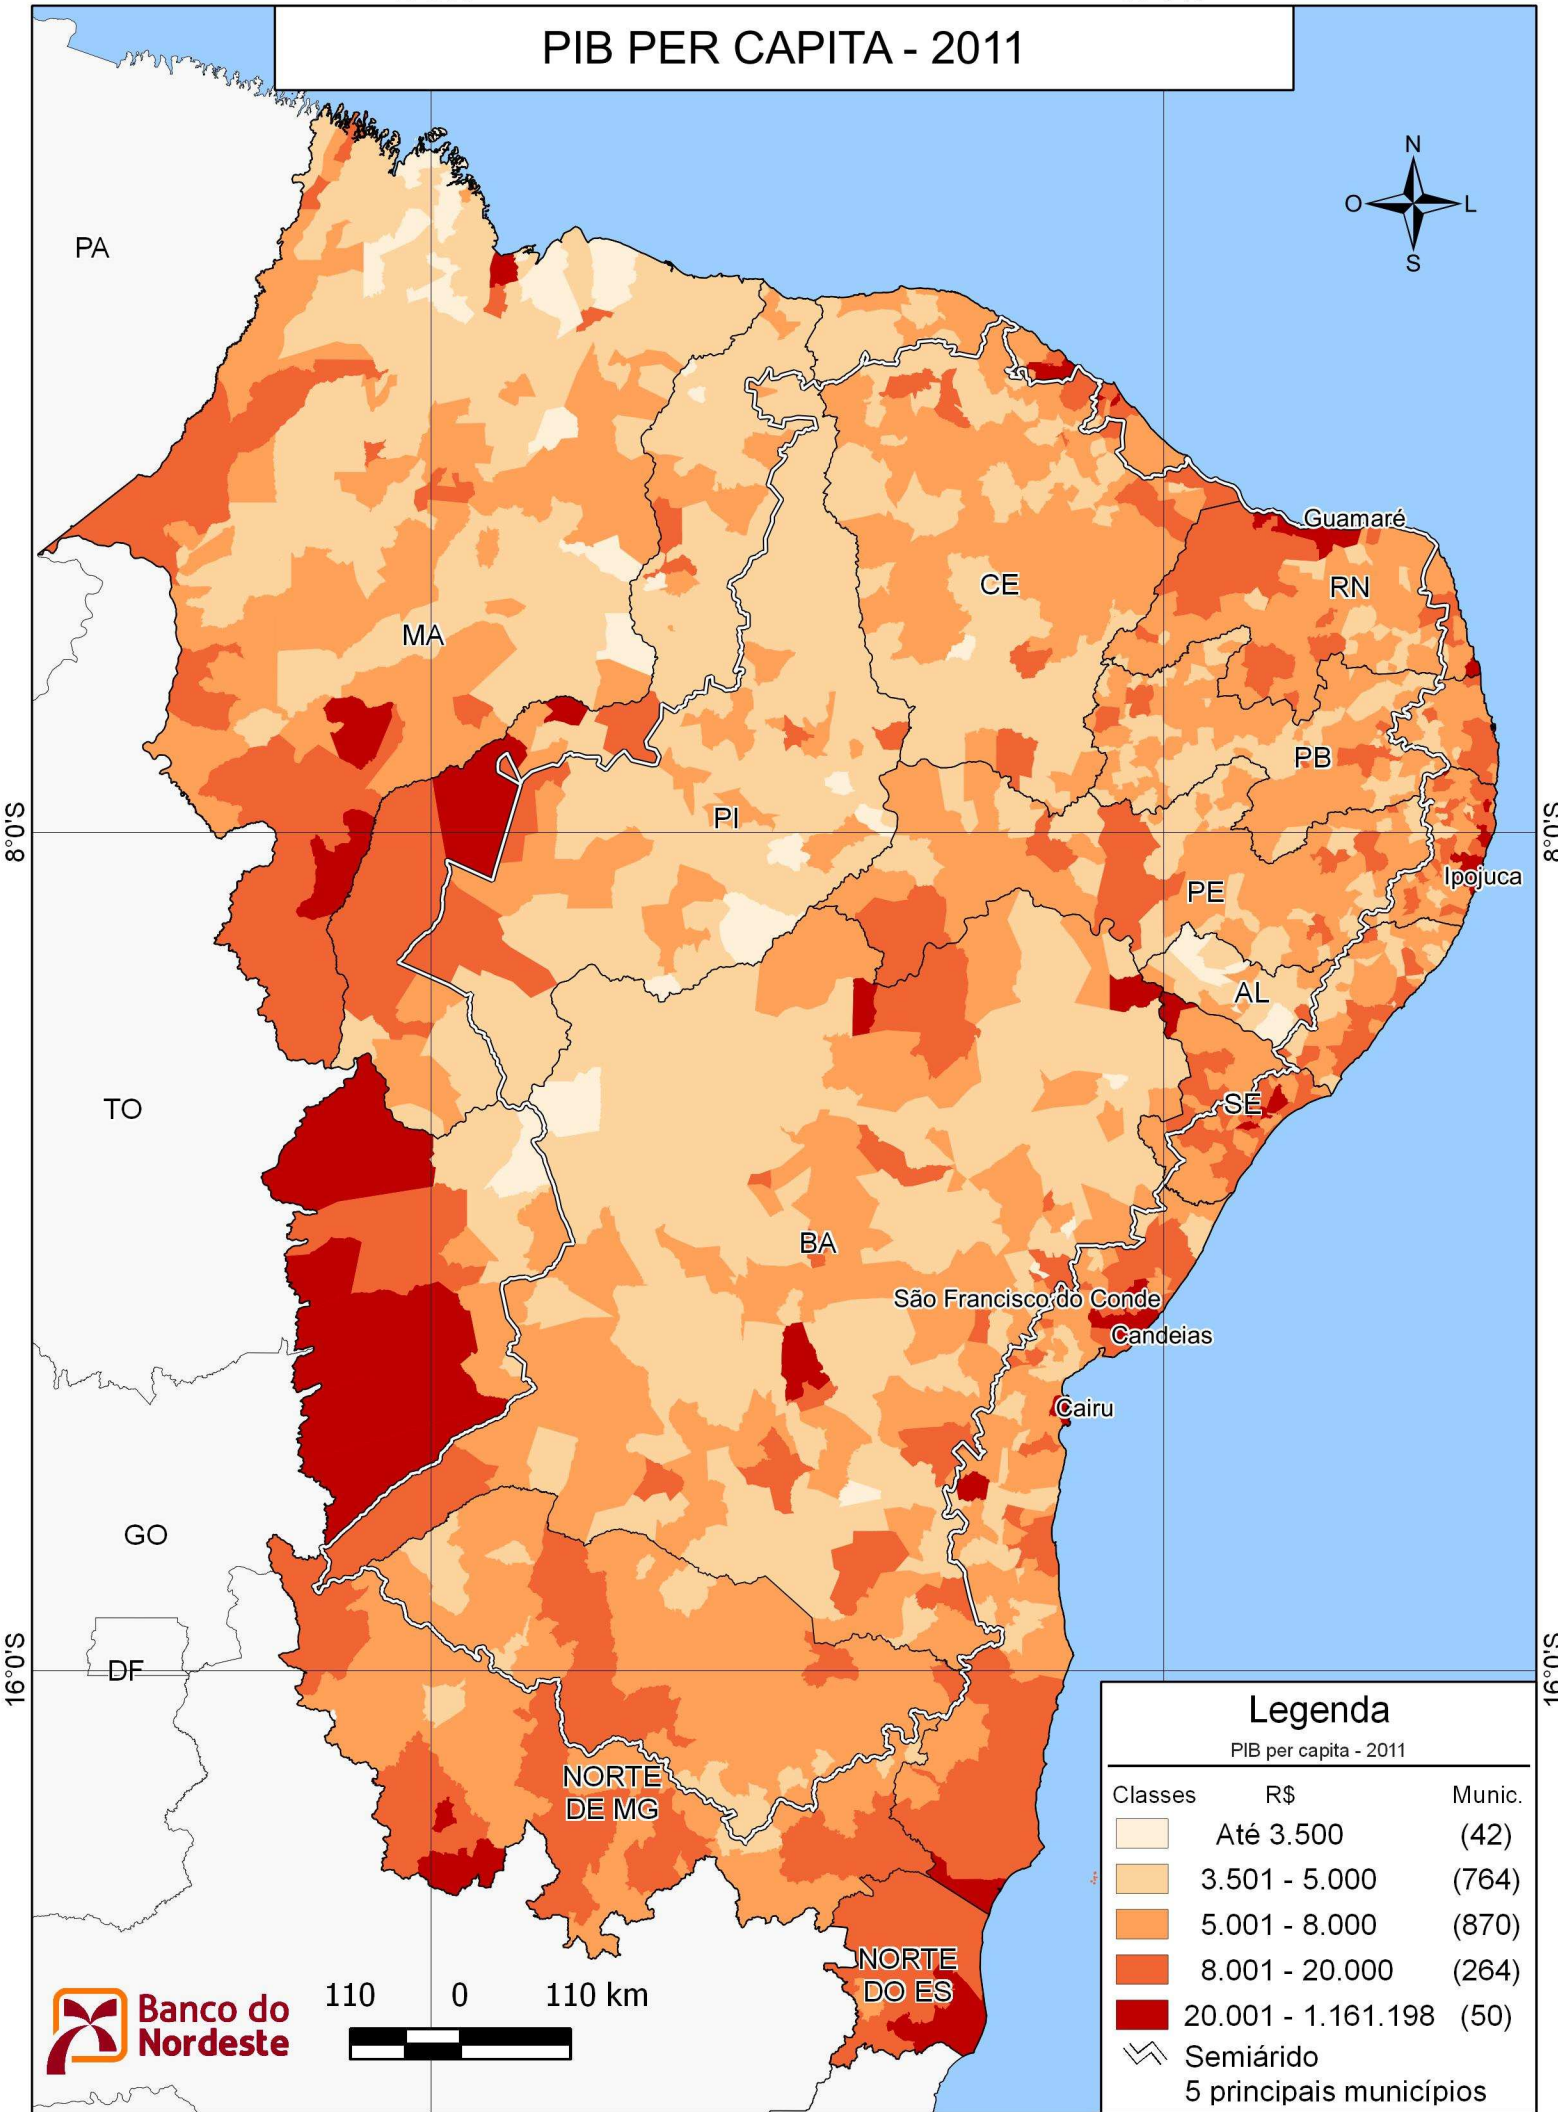 PIB PER CAPITA - 2011
N
O
L
S
PA
Guamaré
CE
RN
MA
PB
PI
8°0'S
8°0'S
Ipojuca
PE
AL
TO
SE
BA
São Francisco do Conde
Candeias
Cairu
GO
DF
16°0'S
16°0'S
NORTE
DE MG
NORTE
DO ES
Legenda
PIB per capita - 2011
Classes R$ Munic.
Até 3.500 (42)
3.501 - 5.000 (764)
5.001 - 8.000 (870)
8.001 - 20.000 (264)
20.001 - 1.161.198 (50)
Semiárido
5 principais municípios
Banco do
Nordeste
110 0 110 km